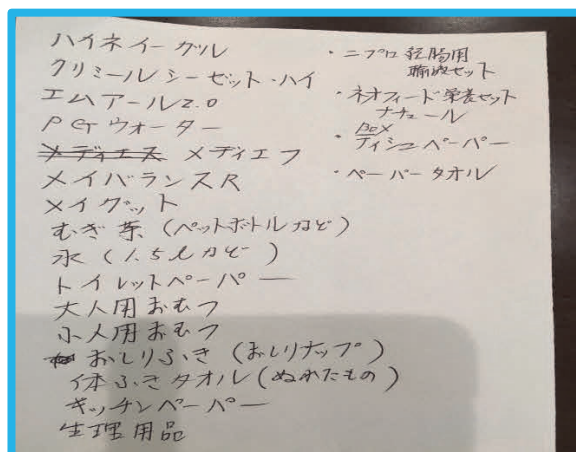 ハイネイーゲル
クリミール シーゼット・ハイ
エムアール2.0
PGウォーター
メディエス メディエフ
メイバランスR
メイグット
むぎ茶 (ペットボトルなど)
水 (1.5ℓなど)
トイレットペーパー
大人用おむつ
小人用おむつ
おしりふき (おしりナップ)
体ふきタオル (ぬれたもの)
キッチンペーパー
生理用品
・ニプロ 経腸用
輸液セット
・ネオフィード栄養セット
ナチュール
・BOX
ティシュペーパー
・ペーパータオル